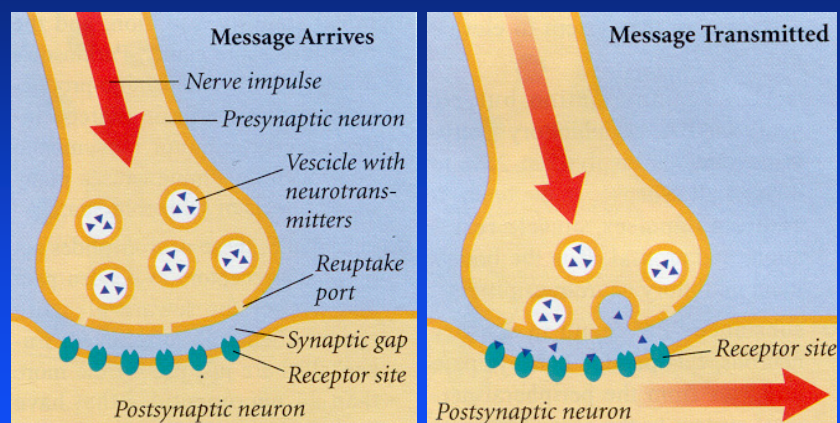 Message Arrives
Nerve impulse
Presynaptic neuron
Vescicle with
neurotrans-
mitters
Reuptake
port
Synaptic gap
Receptor site
Postsynaptic neuron
Message Transmitted
Receptor site
Postsynaptic neuron